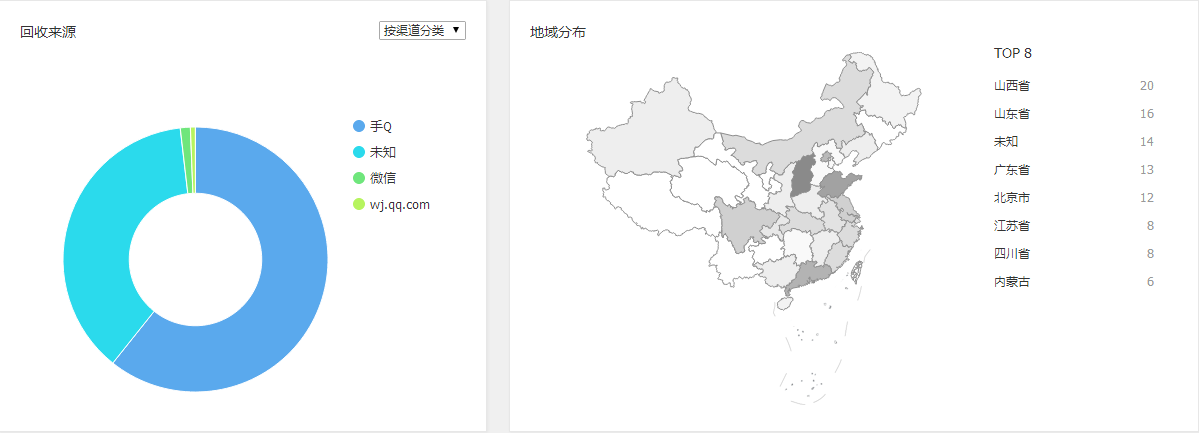 回收来源
按渠道分类
手Q
未知
微信
wj.qq.com
地域分布
TOP 8
山西省 20
山东省 16
未知 14
广东省 13
北京市 12
江苏省 8
四川省 8
内蒙古 6